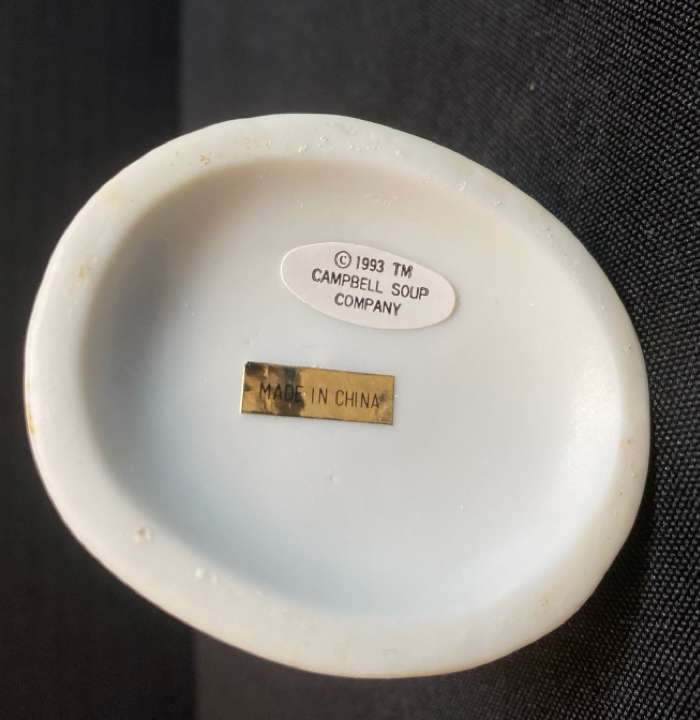 © 1993 TM
CAMPBELL SOUP
COMPANY
MADE IN CHINA